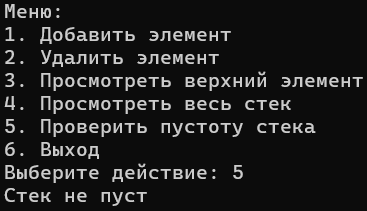 Меню:
1. Добавить элемент
2. Удалить элемент
3. Просмотреть верхний элемент
4. Просмотреть весь стек
5. Проверить пустоту стека
6. Выход
Выберите действие: 5
Стек не пуст